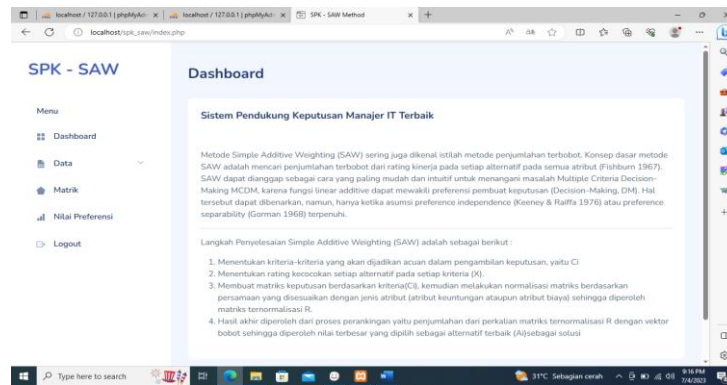 localhost / 127.0.0.1 | phpMyAdm
localhost / 127.0.0.1 | phpMyAdm
SPK - SAW Method
localhost/spk_saw/index.php
SPK - SAW
Dashboard
Menu
Dashboard
Data
Matrik
Nilai Preferensi
Logout
Sistem Pendukung Keputusan Manajer IT Terbaik
Metode Simple Additive Weighting (SAW) sering juga dikenal istilah metode penjumlahan terbobot. Konsep dasar metode
SAW adalah mencari penjumlahan terbobot dari rating kinerja pada setiap alternatif pada semua atribut (Fishburn 1967).
SAW dapat dianggap sebagai cara yang paling mudah dan intuitif untuk menangani masalah Multiple Criteria Decision-
Making MCDM, karena fungsi linear additive dapat mewakili preferensi pembuat keputusan (Decision-Making, DM). Hal
tersebut dapat dibenarkan, namun, hanya ketika asumsi preference independence (Keeney & Raiffa 1976) atau preference
separability (Gorman 1968) terpenuhi.
Langkah Penyelesaian Simple Additive Weighting (SAW) adalah sebagai berikut :
1. Menentukan kriteria-kriteria yang akan dijadikan acuan dalam pengambilan keputusan, yaitu Ci
2. Menentukan rating kecocokan setiap alternatif pada setiap kriteria (X).
3. Membuat matriks keputusan berdasarkan kriteria(Ci), kemudian melakukan normalisasi matriks berdasarkan
persamaan yang disesuaikan dengan jenis atribut (atribut keuntungan ataupun atribut biaya) sehingga diperoleh
matriks ternormalisasi R.
4. Hasil akhir diperoleh dari proses perankingan yaitu penjumlahan dari perkalian matriks ternormalisasi R dengan vektor
bobot sehingga diperoleh nilai terbesar yang dipilih sebagai alternatif terbaik (Ai)sebagai solusi
Type here to search
31°C Sebagian cerah
9:16 PM
7/4/2023